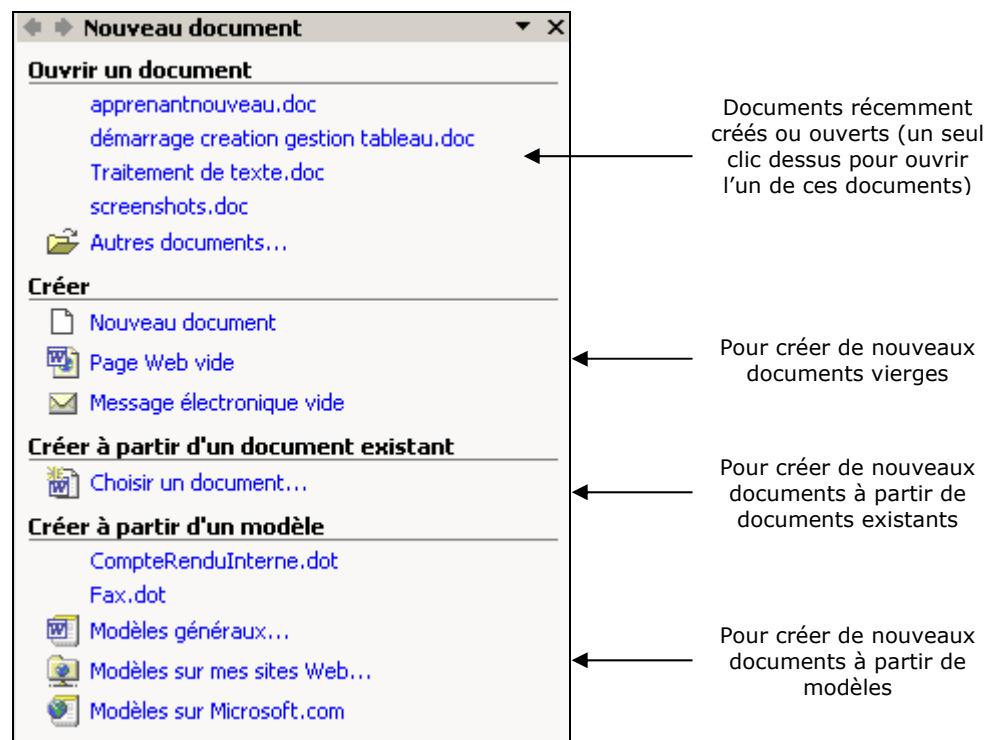 Nouveau document
Ouvrir un document
apprenantnouveau.doc
démarrage creation gestion tableau.doc
Traitement de texte.doc
screenshots.doc
Autres documents...
Documents récemment
créés ou ouverts (un seul
clic dessus pour ouvrir
l'un de ces documents)
Créer
Nouveau document
Page Web vide
Message électronique vide
Pour créer de nouveaux
documents vierges
Créer à partir d'un document existant
Choisir un document...
Pour créer de nouveaux
documents à partir de
documents existants
Créer à partir d'un modèle
CompteRenduInterne.dot
Fax.dot
Modèles généraux...
Modèles sur mes sites Web...
Modèles sur Microsoft.com
Pour créer de nouveaux
documents à partir de
modèles